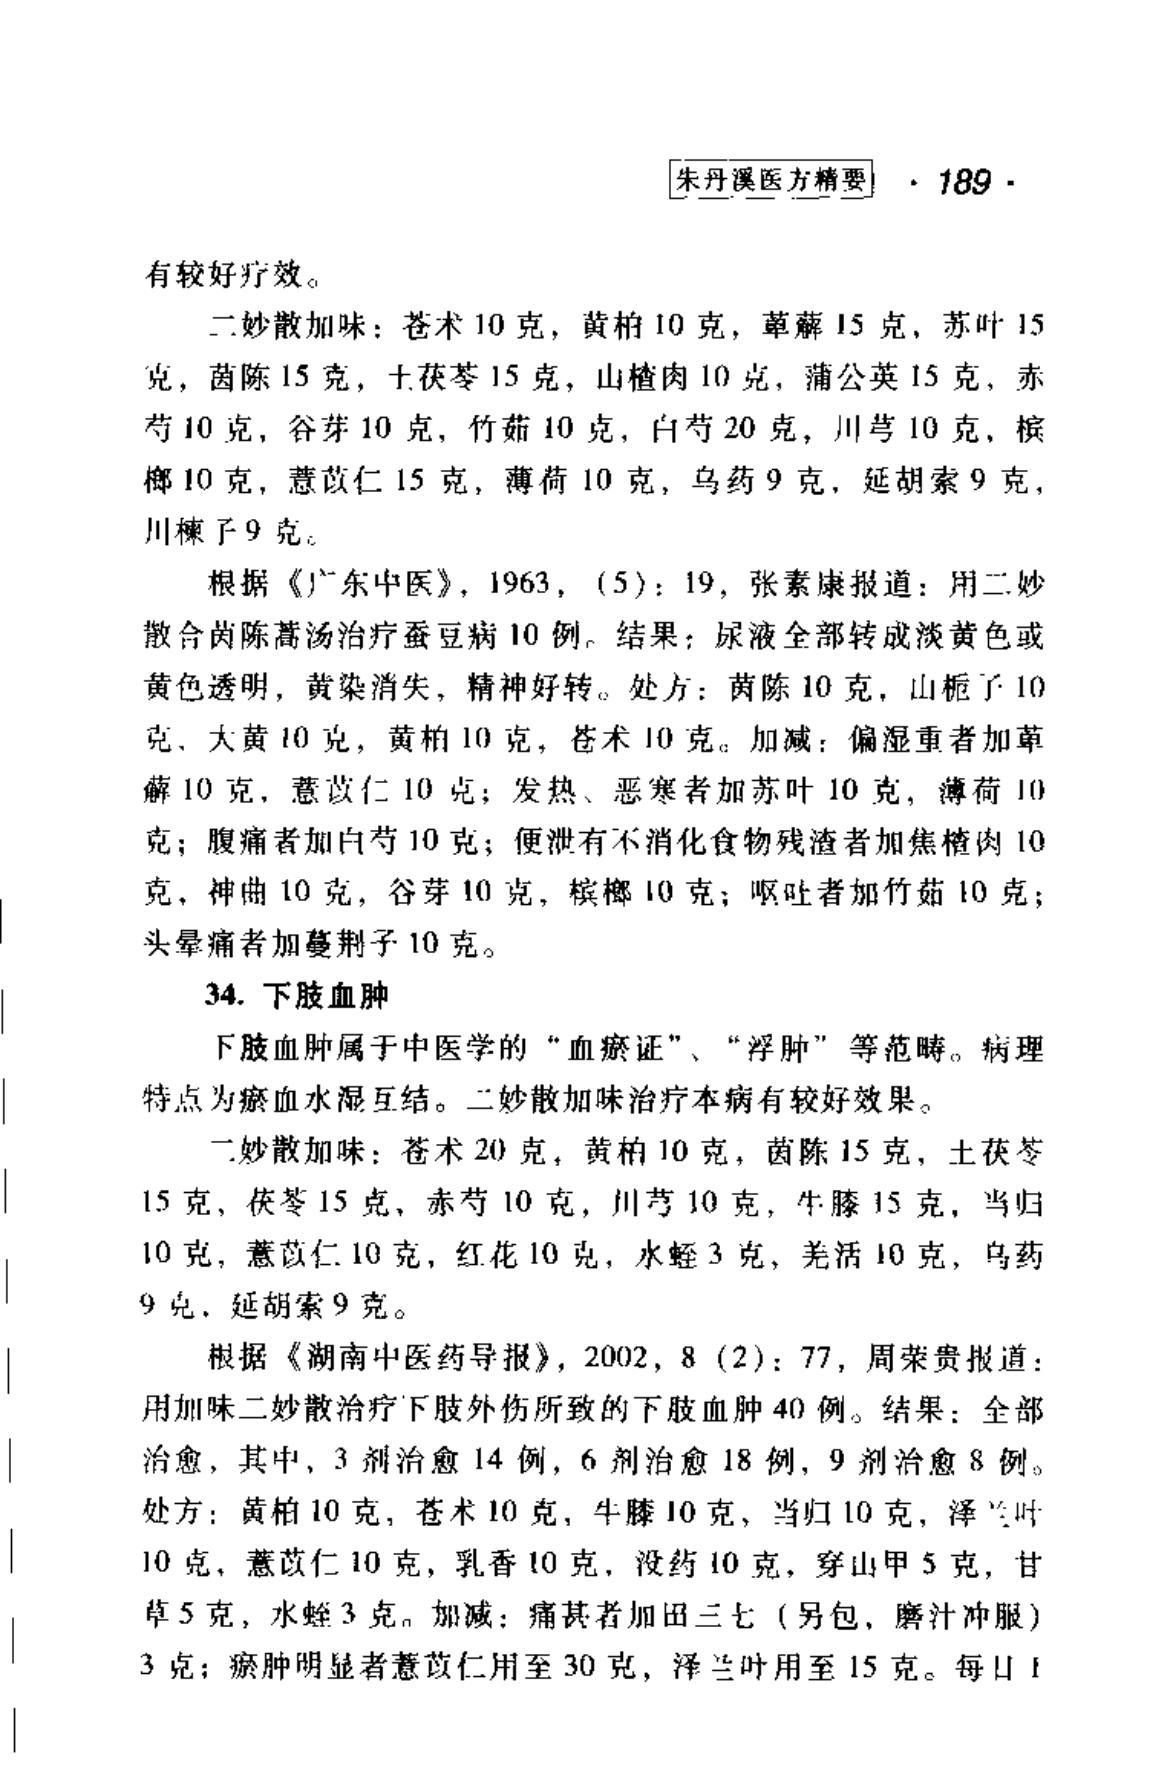 朱丹溪医方精要 · 189 ·
有较好疗效。
二妙散加味：苍术 10 克，黄柏 10 克，萆薢 15 克，苏叶 15
克，茵陈 15 克，土茯苓 15 克，山楂肉 10 克，蒲公英 15 克，赤
芍 10 克，谷芽 10 克，竹茹 10 克，白芍 20 克，川芎 10 克，槟
榔 10 克，薏苡仁 15 克，薄荷 10 克，乌药 9 克，延胡索 9 克，
川楝子 9 克。
根据《广东中医》，1963，（5）：19，张素康报道：用二妙
散合茵陈蒿汤治疗蚕豆病 10 例。结果：尿液全部转成淡黄色或
黄色透明，黄染消失，精神好转。处方：茵陈 10 克，山栀子 10
克、大黄 10 克，黄柏 10 克，苍术 10 克。加减：偏湿重者加萆
薢 10 克，薏苡仁 10 克；发热、恶寒者加苏叶 10 克，薄荷 10
克；腹痛者加白芍 10 克；便泄有不消化食物残渣者加焦楂肉 10
克，神曲 10 克，谷芽 10 克，槟榔 10 克；呕吐者加竹茹 10 克；
头晕痛者加蔓荆子 10 克。
34. 下肢血肿
下肢血肿属于中医学的“血瘀证”、“浮肿”等范畴。病理
特点为瘀血水湿互结。二妙散加味治疗本病有较好效果。
二妙散加味：苍术 20 克，黄柏 10 克，茵陈 15 克，土茯苓
15 克，茯苓 15 克，赤芍 10 克，川芎 10 克，牛膝 15 克，当归
10 克，薏苡仁 10 克，红花 10 克，水蛭 3 克，羌活 10 克，乌药
9 克，延胡索 9 克。
根据《湖南中医药导报》，2002，8（2）：77，周荣贵报道：
用加味二妙散治疗下肢外伤所致的下肢血肿 40 例。结果：全部
治愈，其中，3 剂治愈 14 例，6 剂治愈 18 例，9 剂治愈 8 例。
处方：黄柏 10 克，苍术 10 克，牛膝 10 克，当归 10 克，泽兰叶
10 克，薏苡仁 10 克，乳香 10 克，没药 10 克，穿山甲 5 克，甘
草 5 克，水蛭 3 克。加减：痛甚者加田三七（另包，磨汁冲服）
3 克；瘀肿明显者薏苡仁用至 30 克，泽兰叶用至 15 克。每日 1